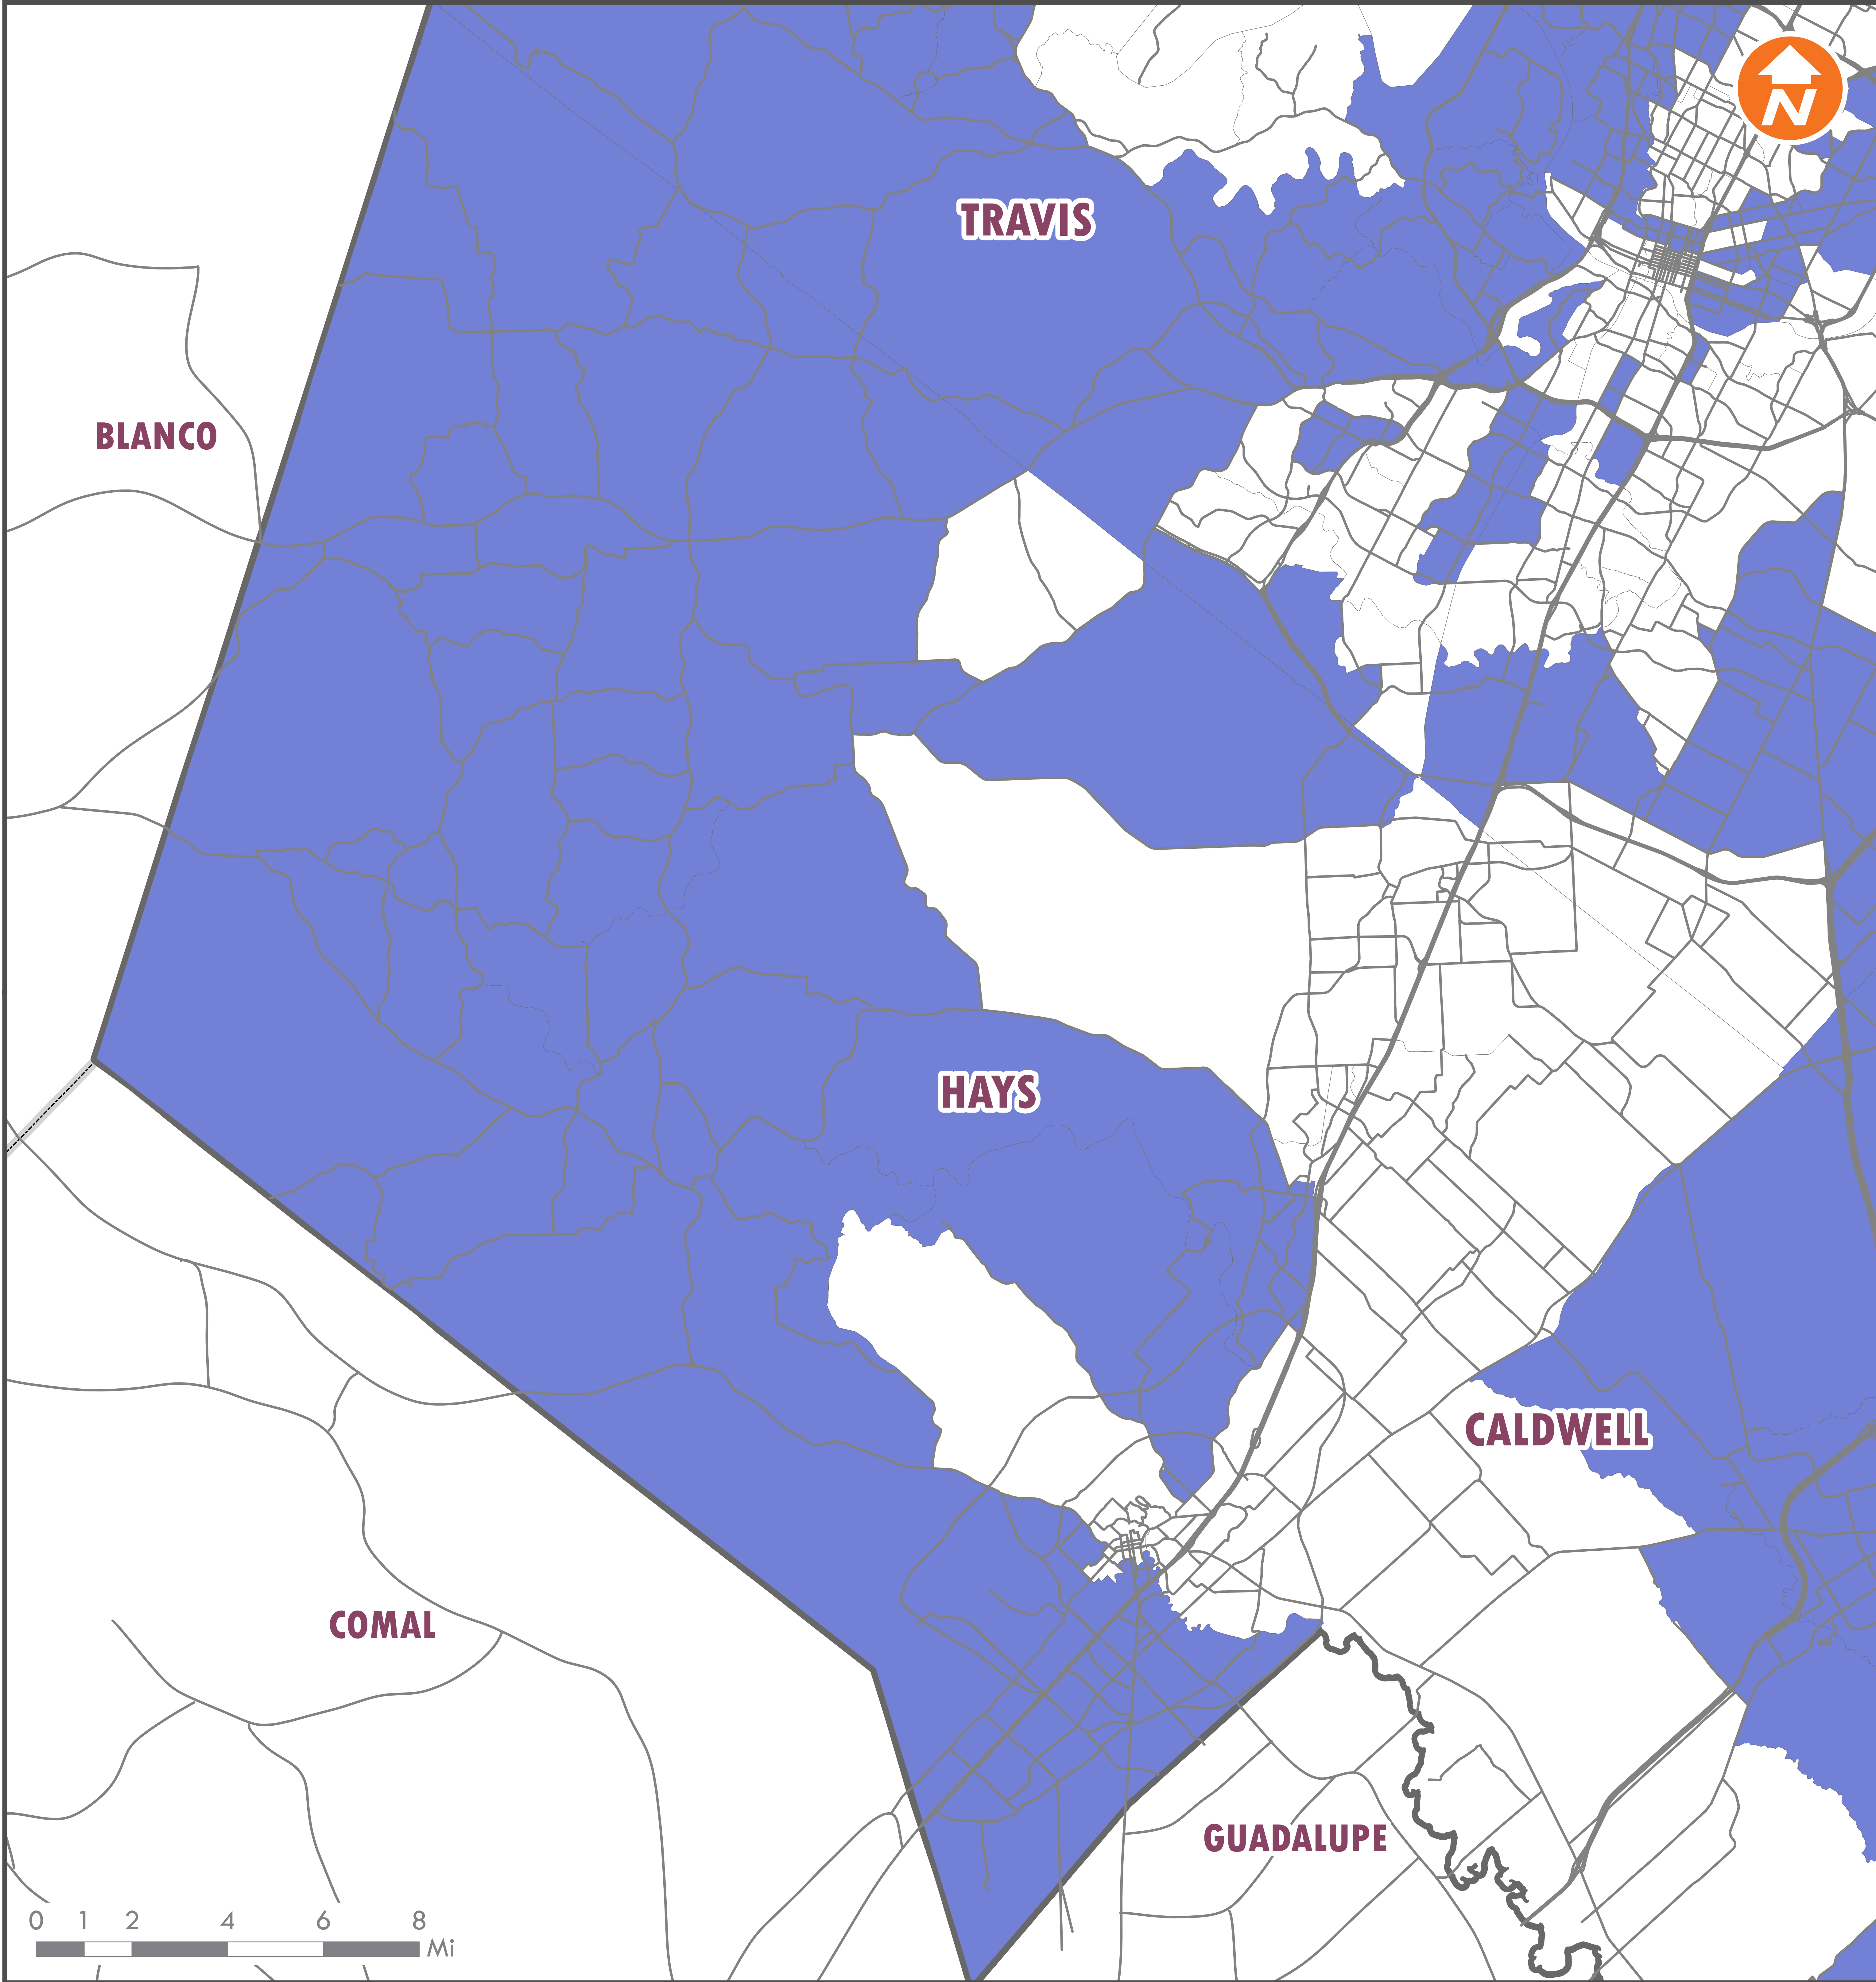 N
TRAVIS
BLANCO
HAYS
CALDWELL
COMAL
GUADALUPE
0 1 2 4 6 8
Mi